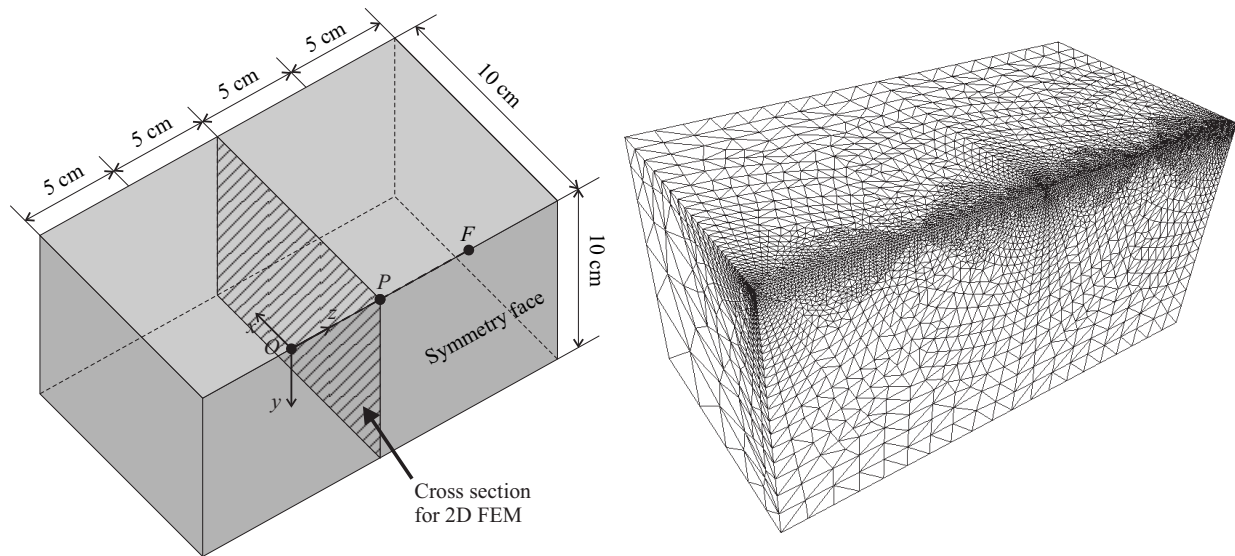 5 cm
5 cm
5 cm
5 cm
10 cm
10 cm
F
P
z
x
O
y
Symmetry face
Cross section
for 2D FEM